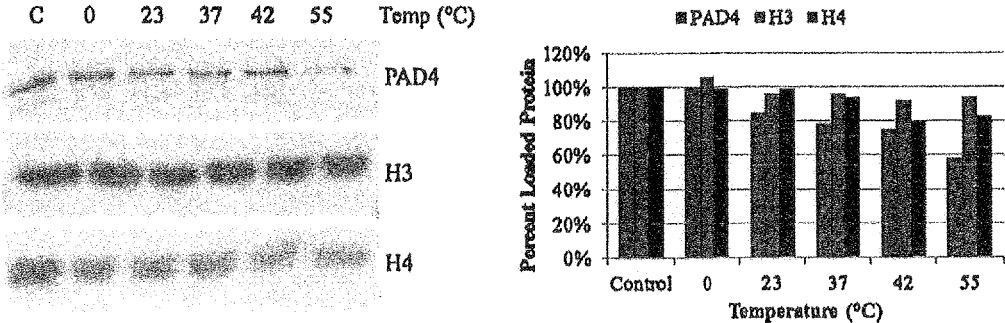 C 0 23 37 42 55 Temp (°C)
PAD4
H3
H4
PAD4 H3 H4
Percent Loaded Protein
120%
100%
80%
60%
40%
20%
0%
Control 0 23 37 42 55
Temperature (°C)